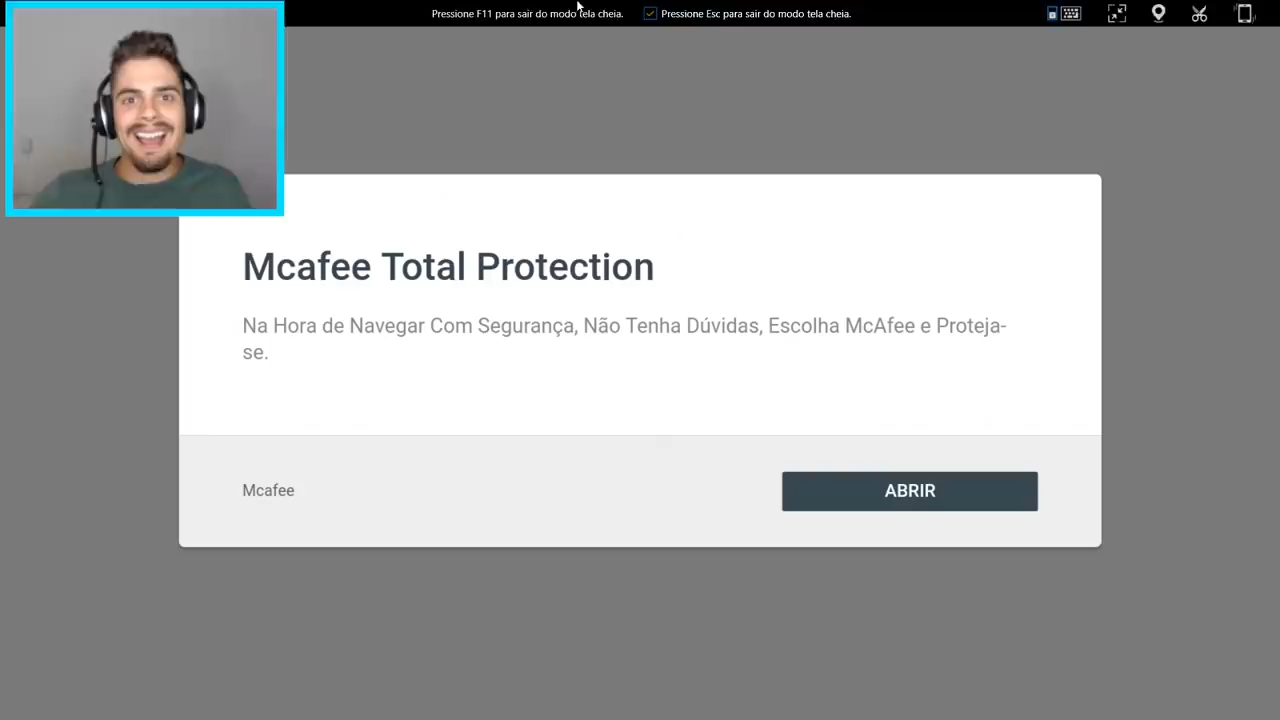 Pressione F11 para sair do modo tela cheia. Pressione Esc para sair do modo tela cheia.
Mcafee Total Protection
Na Hora de Navegar Com Segurança, Não Tenha Dúvidas, Escolha McAfee e Proteja-
se.
Mcafee
ABRIR